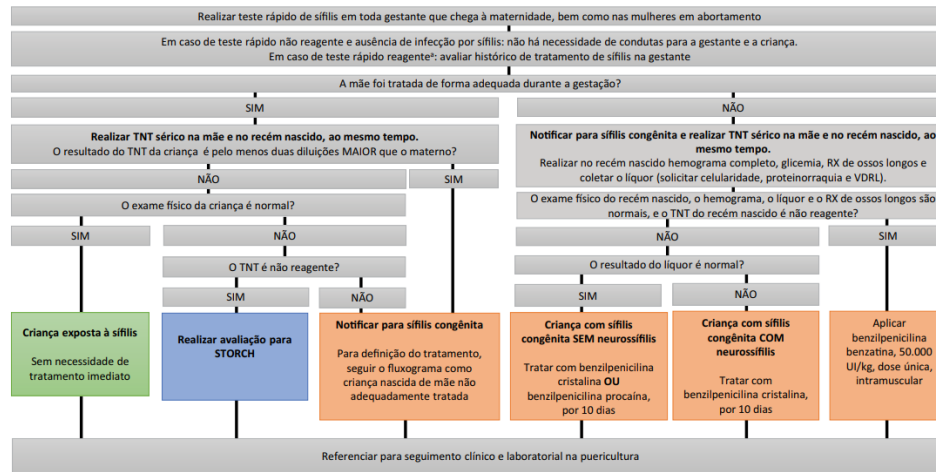 Realizar teste rápido de sífilis em toda gestante que chega à maternidade, bem como nas mulheres em abortamento
Em caso de teste rápido não reagente e ausência de infecção por sífilis: não há necessidade de condutas para a gestante e a criança.
Em caso de teste rápido reagenteª: avaliar histórico de tratamento de sífilis na gestante
A mãe foi tratada de forma adequada durante a gestação?
SIM
NÃO
Realizar TNT sérico na mãe e no recém nascido, ao mesmo tempo.
O resultado do TNT da criança é pelo menos duas diluições MAIOR que o materno?
Notificar para sífilis congênita e realizar TNT sérico na mãe e no recém nascido, ao
mesmo tempo.
Realizar no recém nascido hemograma completo, glicemia, RX de ossos longos e
coletar o líquor (solicitar celularidade, proteinorraquia e VDRL).
NÃO
SIM
O exame físico da criança é normal?
O exame físico do recém nascido, o hemograma, o líquor e o RX de ossos longos são
normais, e o TNT do recém nascido é não reagente?
SIM
NÃO
NÃO
SIM
O TNT é não reagente?
O resultado do líquor é normal?
SIM
NÃO
SIM
NÃO
Criança exposta à sífilis
Sem necessidade de
tratamento imediato
Realizar avaliação para
STORCH
Notificar para sífilis congênita
Para definição do tratamento,
seguir o fluxograma como
criança nascida de mãe não
adequadamente tratada
Criança com sífilis
congênita SEM neurossífilis
Tratar com benzilpenicilina
cristalina OU
benzilpenicilina procaína,
por 10 dias
Criança com sífilis
congênita COM
neurossífilis
Tratar com
benzilpenicilina cristalina,
por 10 dias
Aplicar
benzilpenicilina
benzatina, 50.000
UI/kg, dose única,
intramuscular
Referenciar para seguimento clínico e laboratorial na puericultura